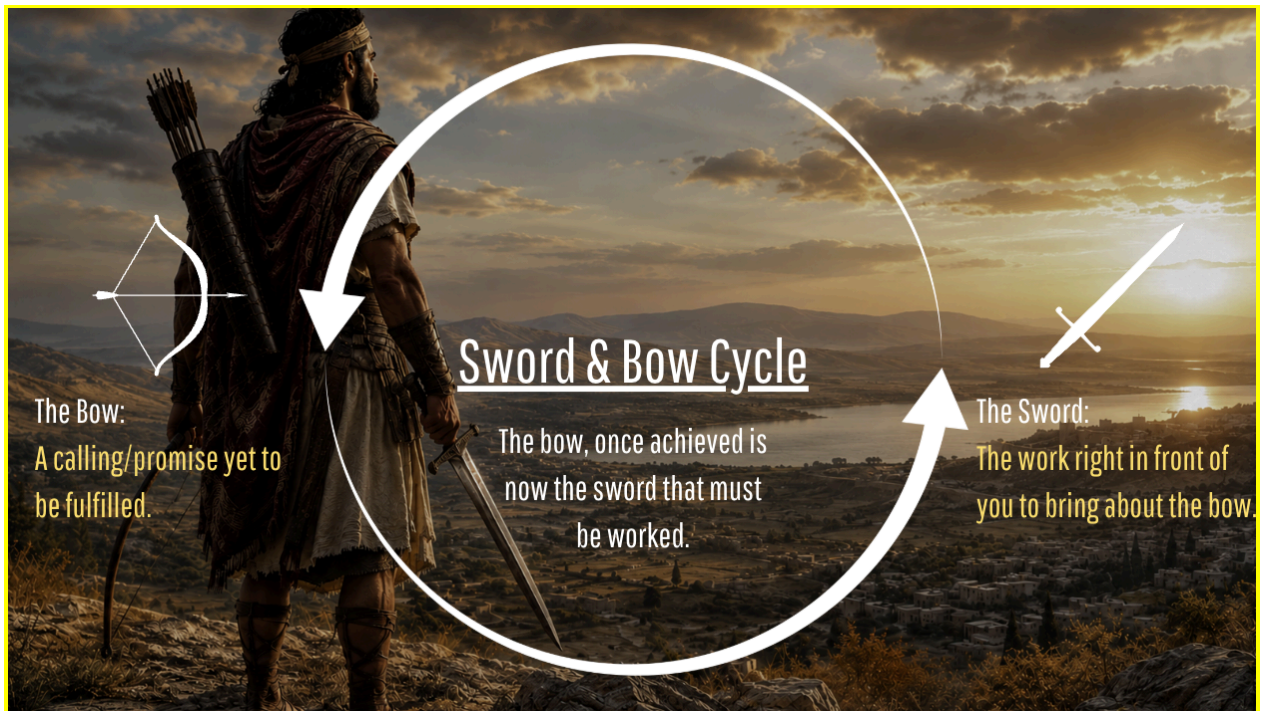 Sword & Bow Cycle
The Bow:
A calling/promise yet to
be fulfilled.
The bow, once achieved is
now the sword that must
be worked.
The Sword:
The work right in front of
you to bring about the bow.